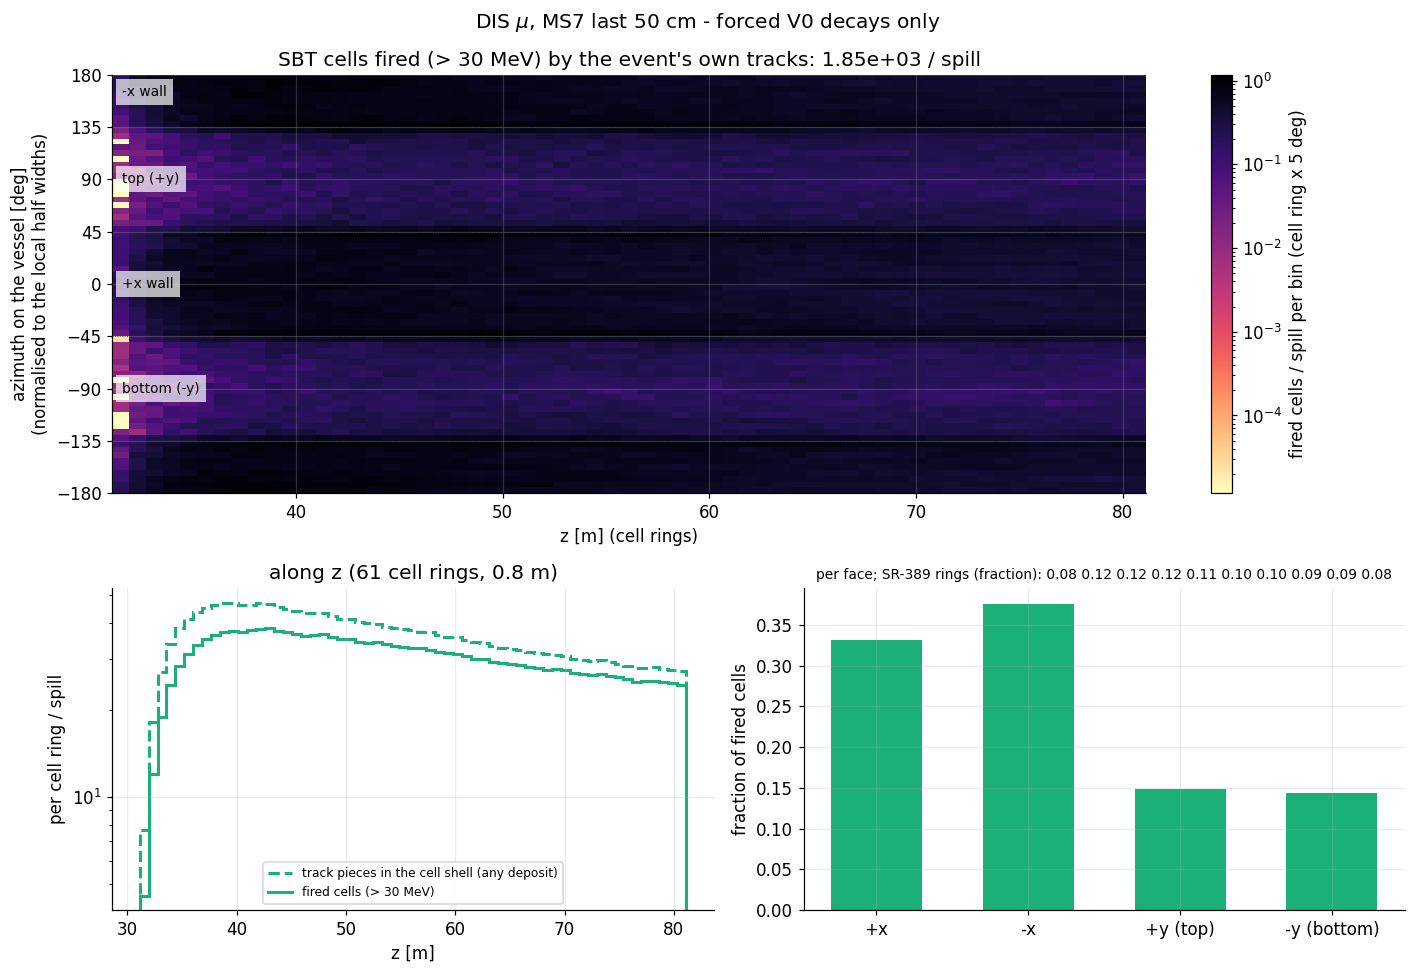 DIS μ, MS7 last 50 cm - forced V0 decays only
SBT cells fired (> 30 MeV) by the event's own tracks: 1.85e+03 / spill
azimuth on the vessel [deg]
(normalised to the local half widths)
180
135
90
45
0
−45
−90
−135
−180
-x wall
top (+y)
+x wall
bottom (-y)
40
50
60
70
80
z [m] (cell rings)
10⁰
10⁻¹
10⁻²
10⁻³
10⁻⁴
fired cells / spill per bin (cell ring x 5 deg)
along z (61 cell rings, 0.8 m)
per cell ring / spill
10¹
track pieces in the cell shell (any deposit)
fired cells (> 30 MeV)
30
40
50
60
70
80
z [m]
per face; SR-389 rings (fraction): 0.08 0.12 0.12 0.12 0.11 0.10 0.10 0.09 0.09 0.08
fraction of fired cells
0.35
0.30
0.25
0.20
0.15
0.10
0.05
0.00
+x
-x
+y (top)
-y (bottom)